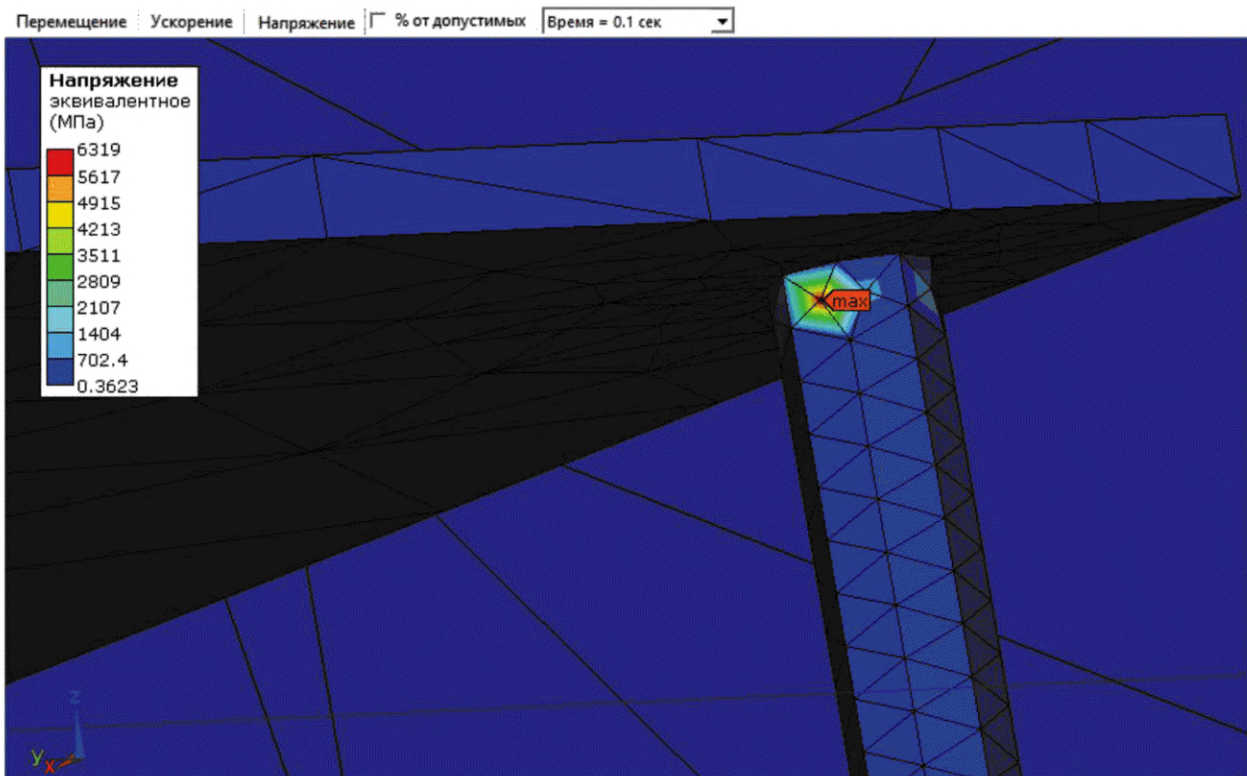 Перемещение Ускорение Напряжение % от допустимых Время = 0.1 сек
Напряжение
эквивалентное
(МПа)
6319
5617
4915
4213
3511
2809
2107
1404
702.4
0.3623
max
z
y
x